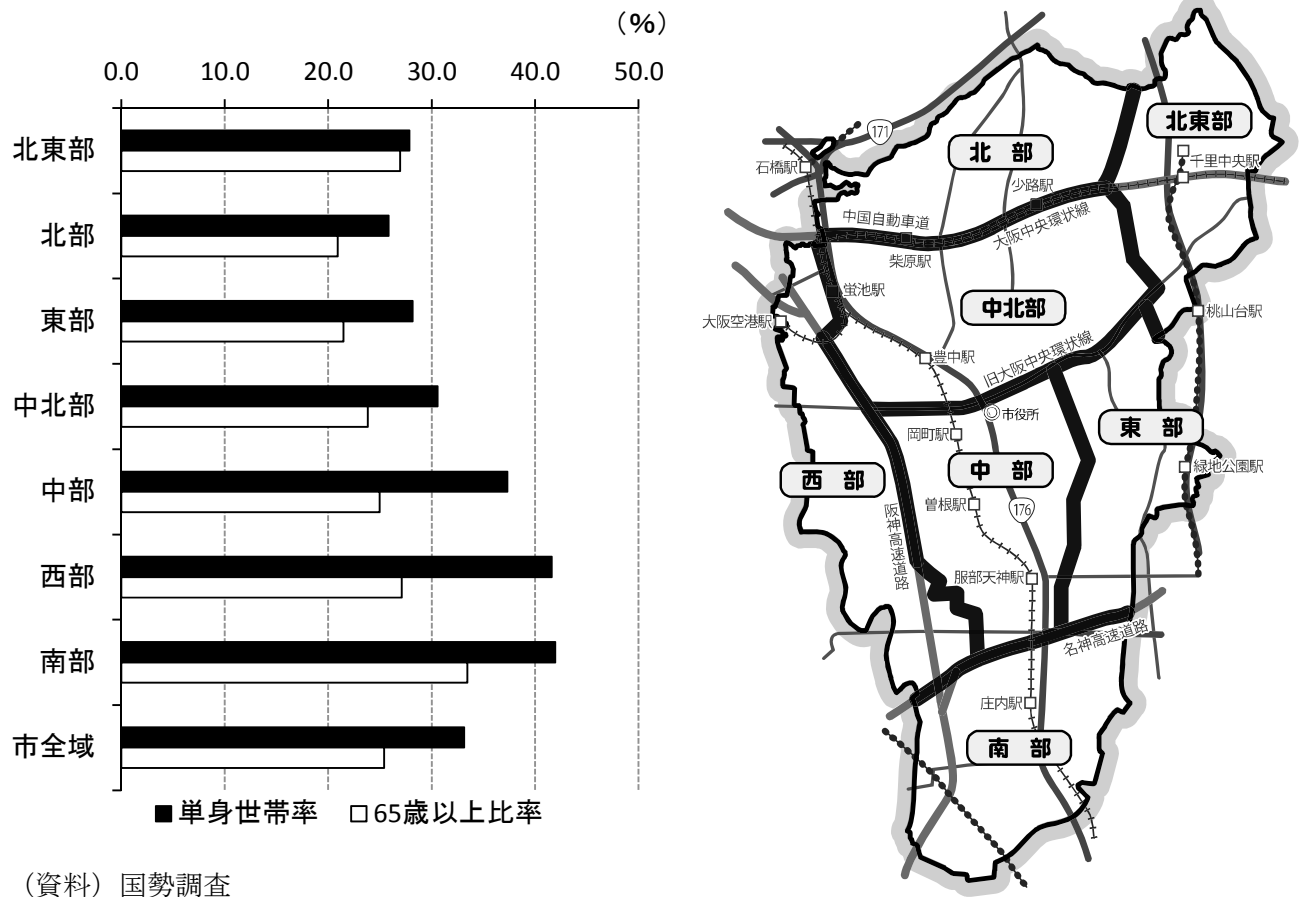 （%）
0.0 10.0 20.0 30.0 40.0 50.0
北東部
北部
東部
中北部
中部
西部
南部
市全域
■単身世帯率 □65歳以上比率
（資料）国勢調査
171
北東部
北 部
石橋駅
千里中央駅
少路駅
中国自動車道
大阪中央環状線
柴原駅
蛍池駅
中北部
大阪空港駅
桃山台駅
豊中駅
旧大阪中央環状線
市役所
岡町駅
東 部
西 部
中 部
緑地公園駅
曽根駅
176
阪神高速道路
服部天神駅
名神高速道路
庄内駅
南 部